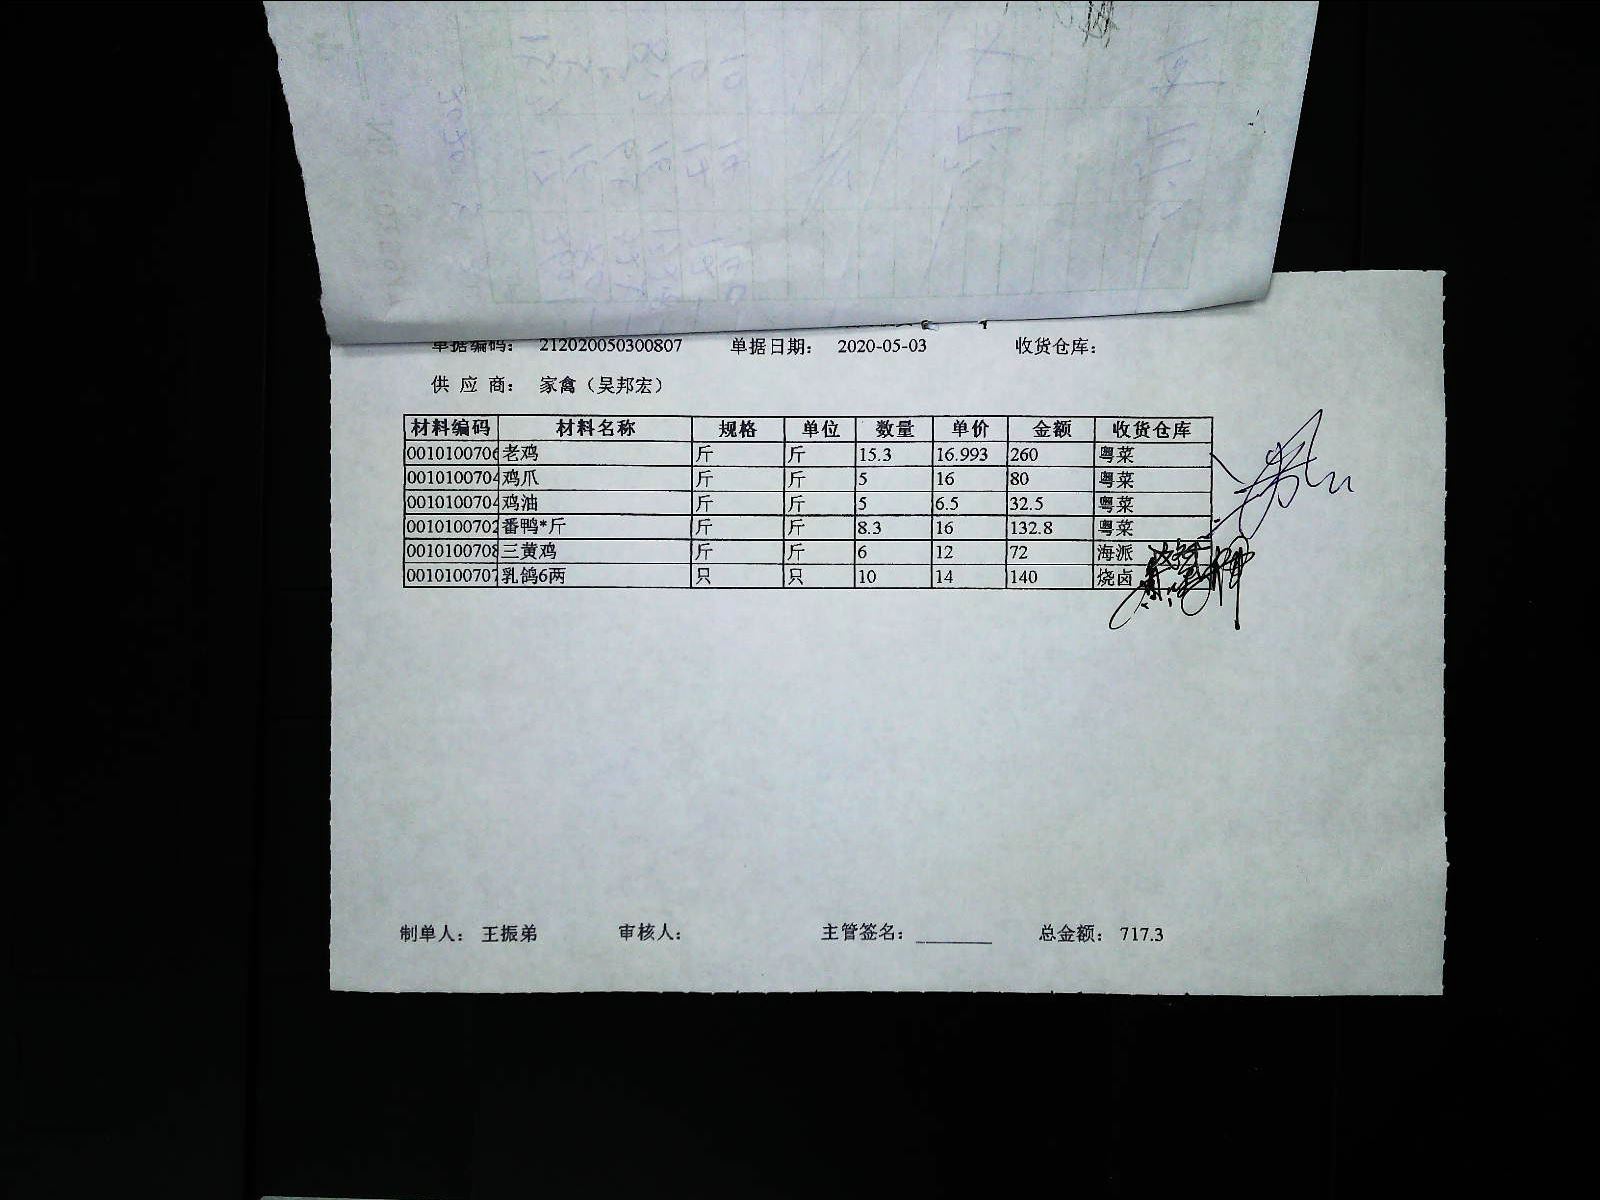 单据编码: 212020050300807 单据日期: 2020-05-03 收货仓库:
供 应 商: 家禽（吴邦宏）
材料编码 材料名称 规格 单位 数量 单价 金额 收货仓库
0010100706 老鸡 斤 斤 15.3 16.993 260 粤菜
0010100704 鸡爪 斤 斤 5 16 80 粤菜
0010100704 鸡油 斤 斤 5 6.5 32.5 粤菜
0010100702 番鸭*斤 斤 斤 8.3 16 132.8 粤菜
0010100708 三黄鸡 斤 斤 6 12 72 海派
0010100707 乳鸽6两 只 只 10 14 140 烧卤
制单人: 王振弟 审核人: 主管签名: ________ 总金额: 717.3